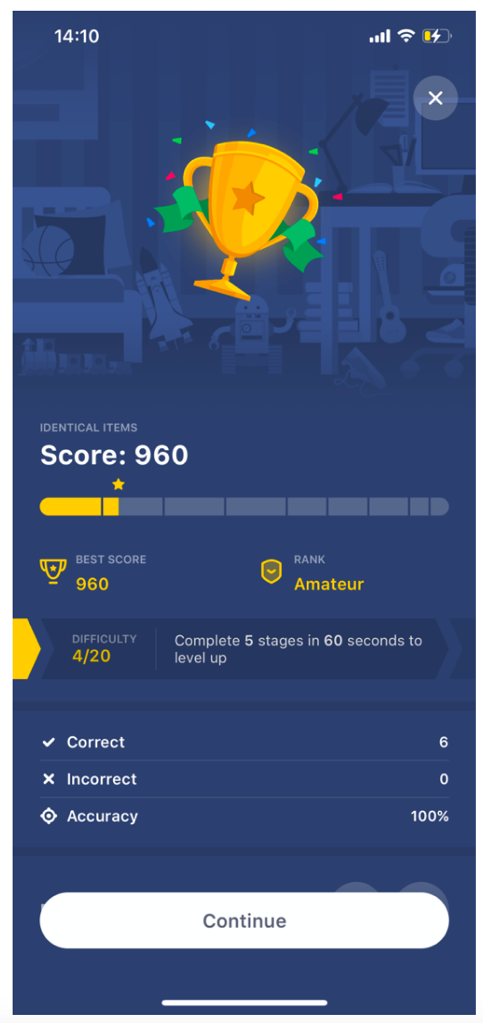 14:10
IDENTICAL ITEMS
Score: 960
BEST SCORE
960
RANK
Amateur
DIFFICULTY
4/20
Complete 5 stages in 60 seconds to
level up
Correct 6
Incorrect 0
Accuracy 100%
Continue